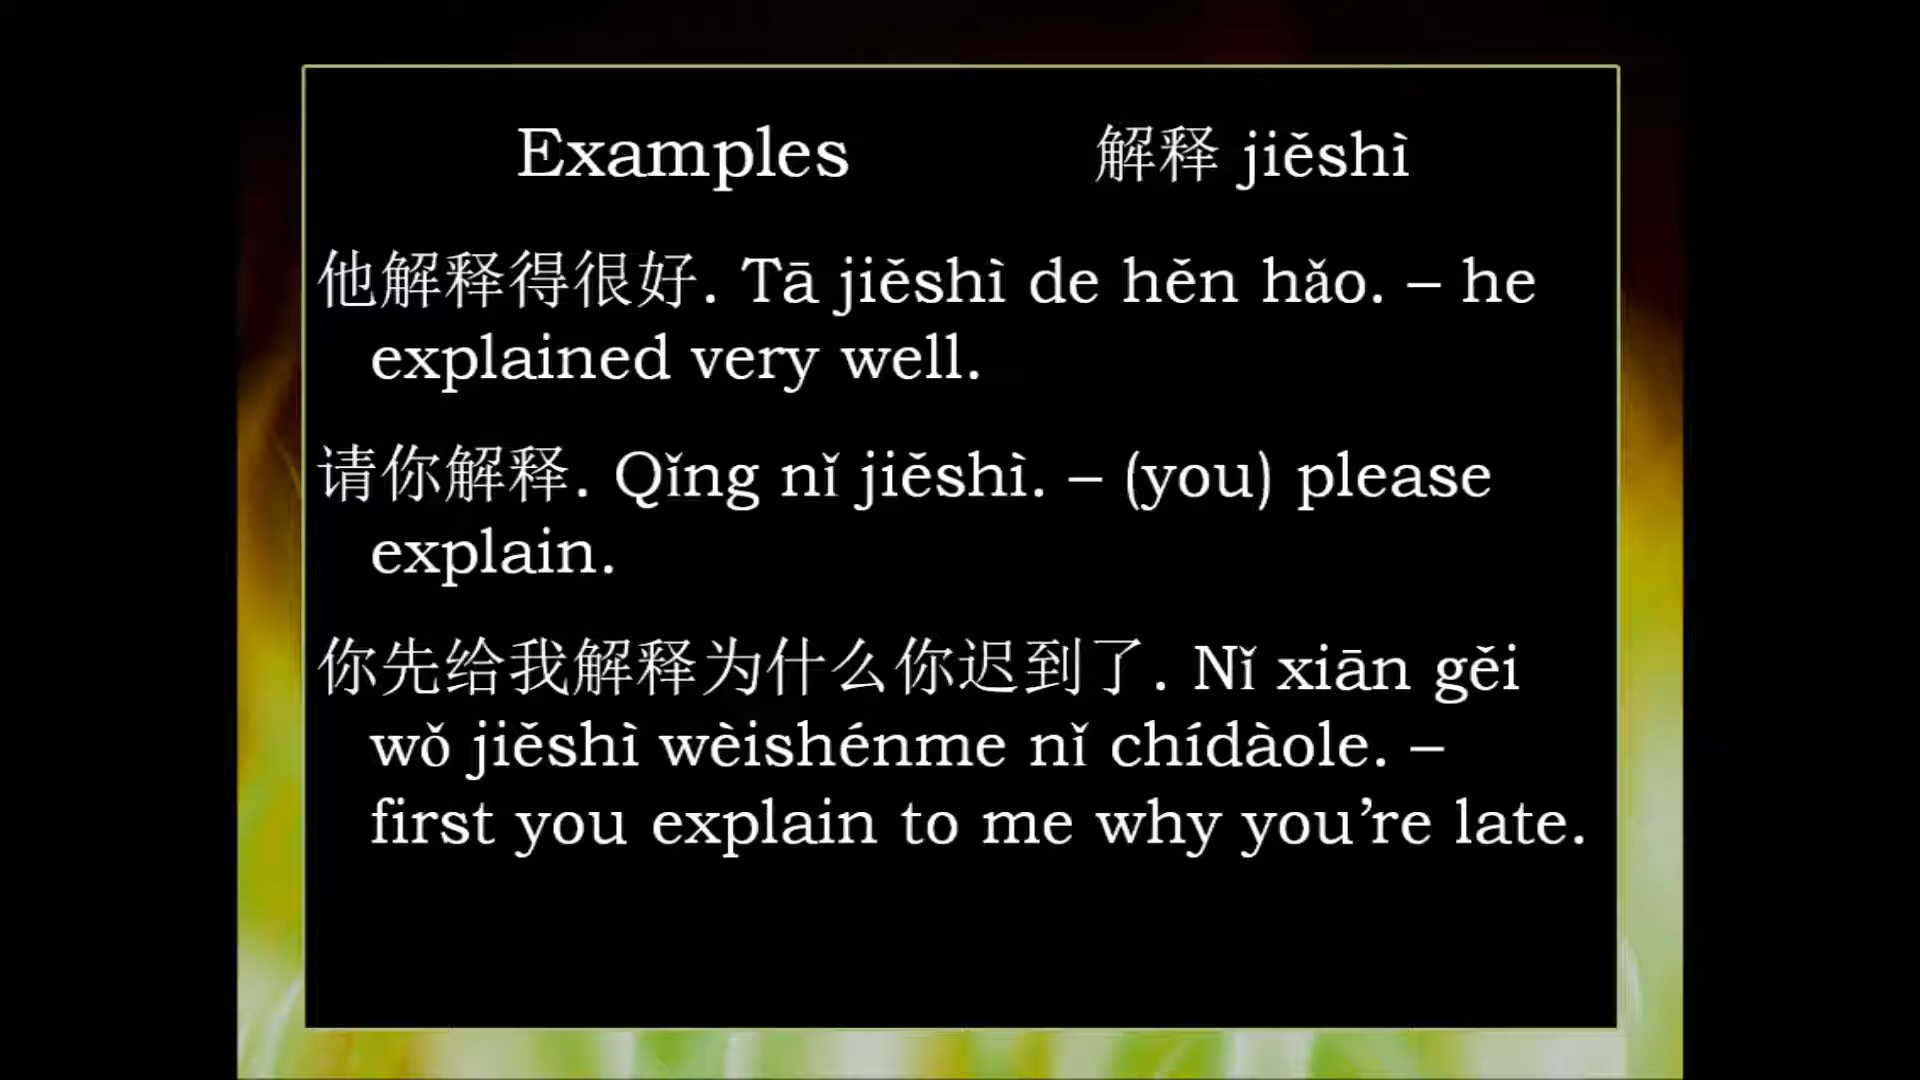 Examples 解释 jiěshì
他解释得很好. Tā jiěshì de hěn hǎo. – he
explained very well.
请你解释. Qǐng nǐ jiěshì. – (you) please
explain.
你先给我解释为什么你迟到了. Nǐ xiān gěi
wǒ jiěshì wèishénme nǐ chídàole. –
first you explain to me why you’re late.